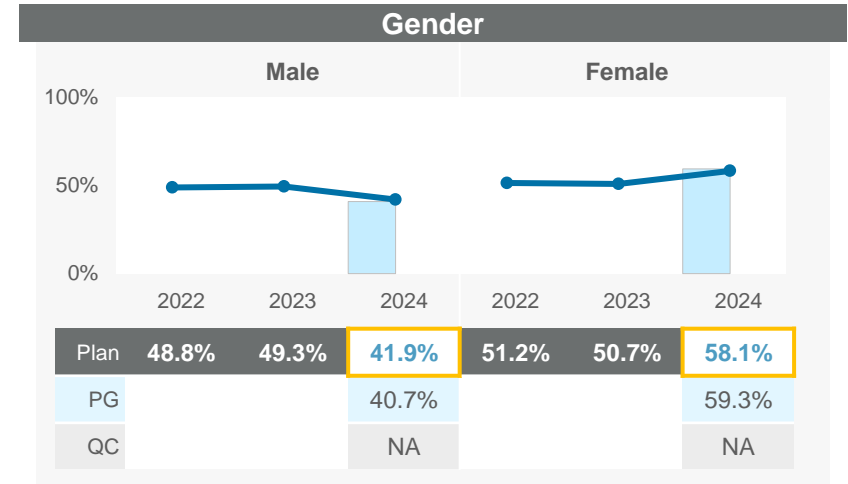 Gender
Male Female
100%
50%
0%
2022 2023 2024 2022 2023 2024
Plan 48.8% 49.3% 41.9% 51.2% 50.7% 58.1%
PG 40.7% 59.3%
QC NA NA